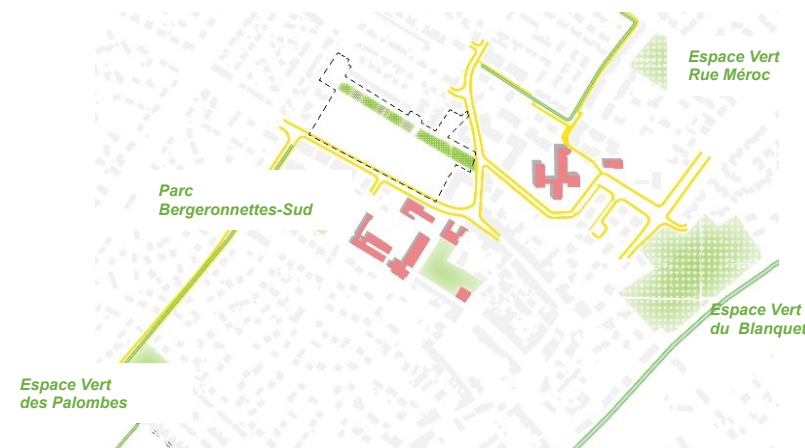 Espace Vert
Rue Méroc
Parc
Bergeronnettes-Sud
Espace Vert
du Blanquet
Espace Vert
des Palombes